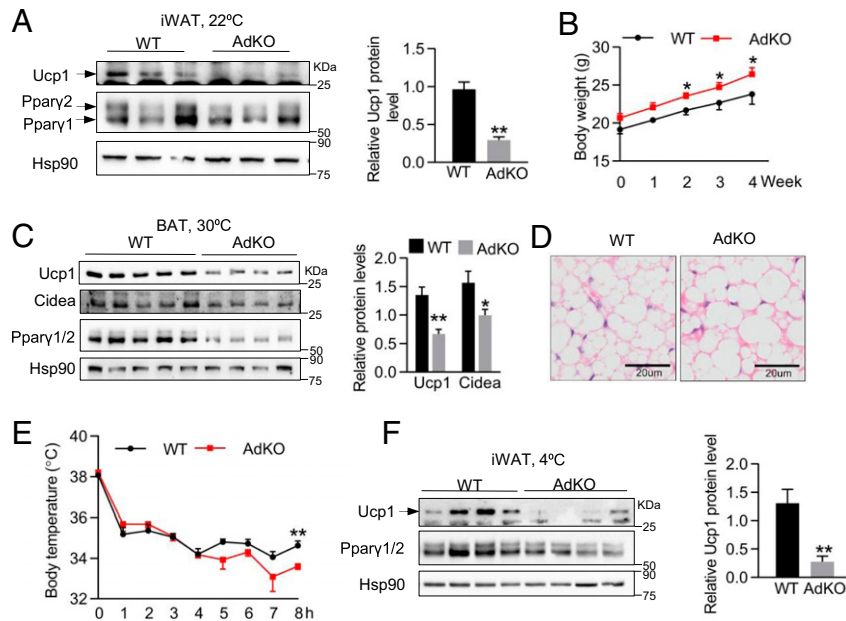 A
iWAT, 22ºC
WT
AdKO
KDa
Ucp1
25
Pparγ2
Pparγ1
50
90
Hsp90
75
Relative Ucp1 protein
level
1.5
1.0
0.5
0.0
**
WT AdKO
B
WT
AdKO
Body weight (g)
30
25
20
15
* * *
0 1 2 3 4 Week
C
BAT, 30ºC
WT
AdKO
KDa
Ucp1
25
Cidea
25
Pparγ1/2
50
90
Hsp90
75
WT AdKO
Relative protein levels
2.0
1.5
1.0
0.5
0.0
**
*
Ucp1 Cidea
D
WT
AdKO
20um
20um
E
WT
AdKO
Body temperature (°C)
40
38
36
34
32
**
0 1 2 3 4 5 6 7 8 h
F
iWAT, 4ºC
WT
AdKO
KDa
Ucp1
25
Pparγ1/2
50
90
Hsp90
75
Relative Ucp1 protein level
2.0
1.5
1.0
0.5
0.0
**
WT AdKO